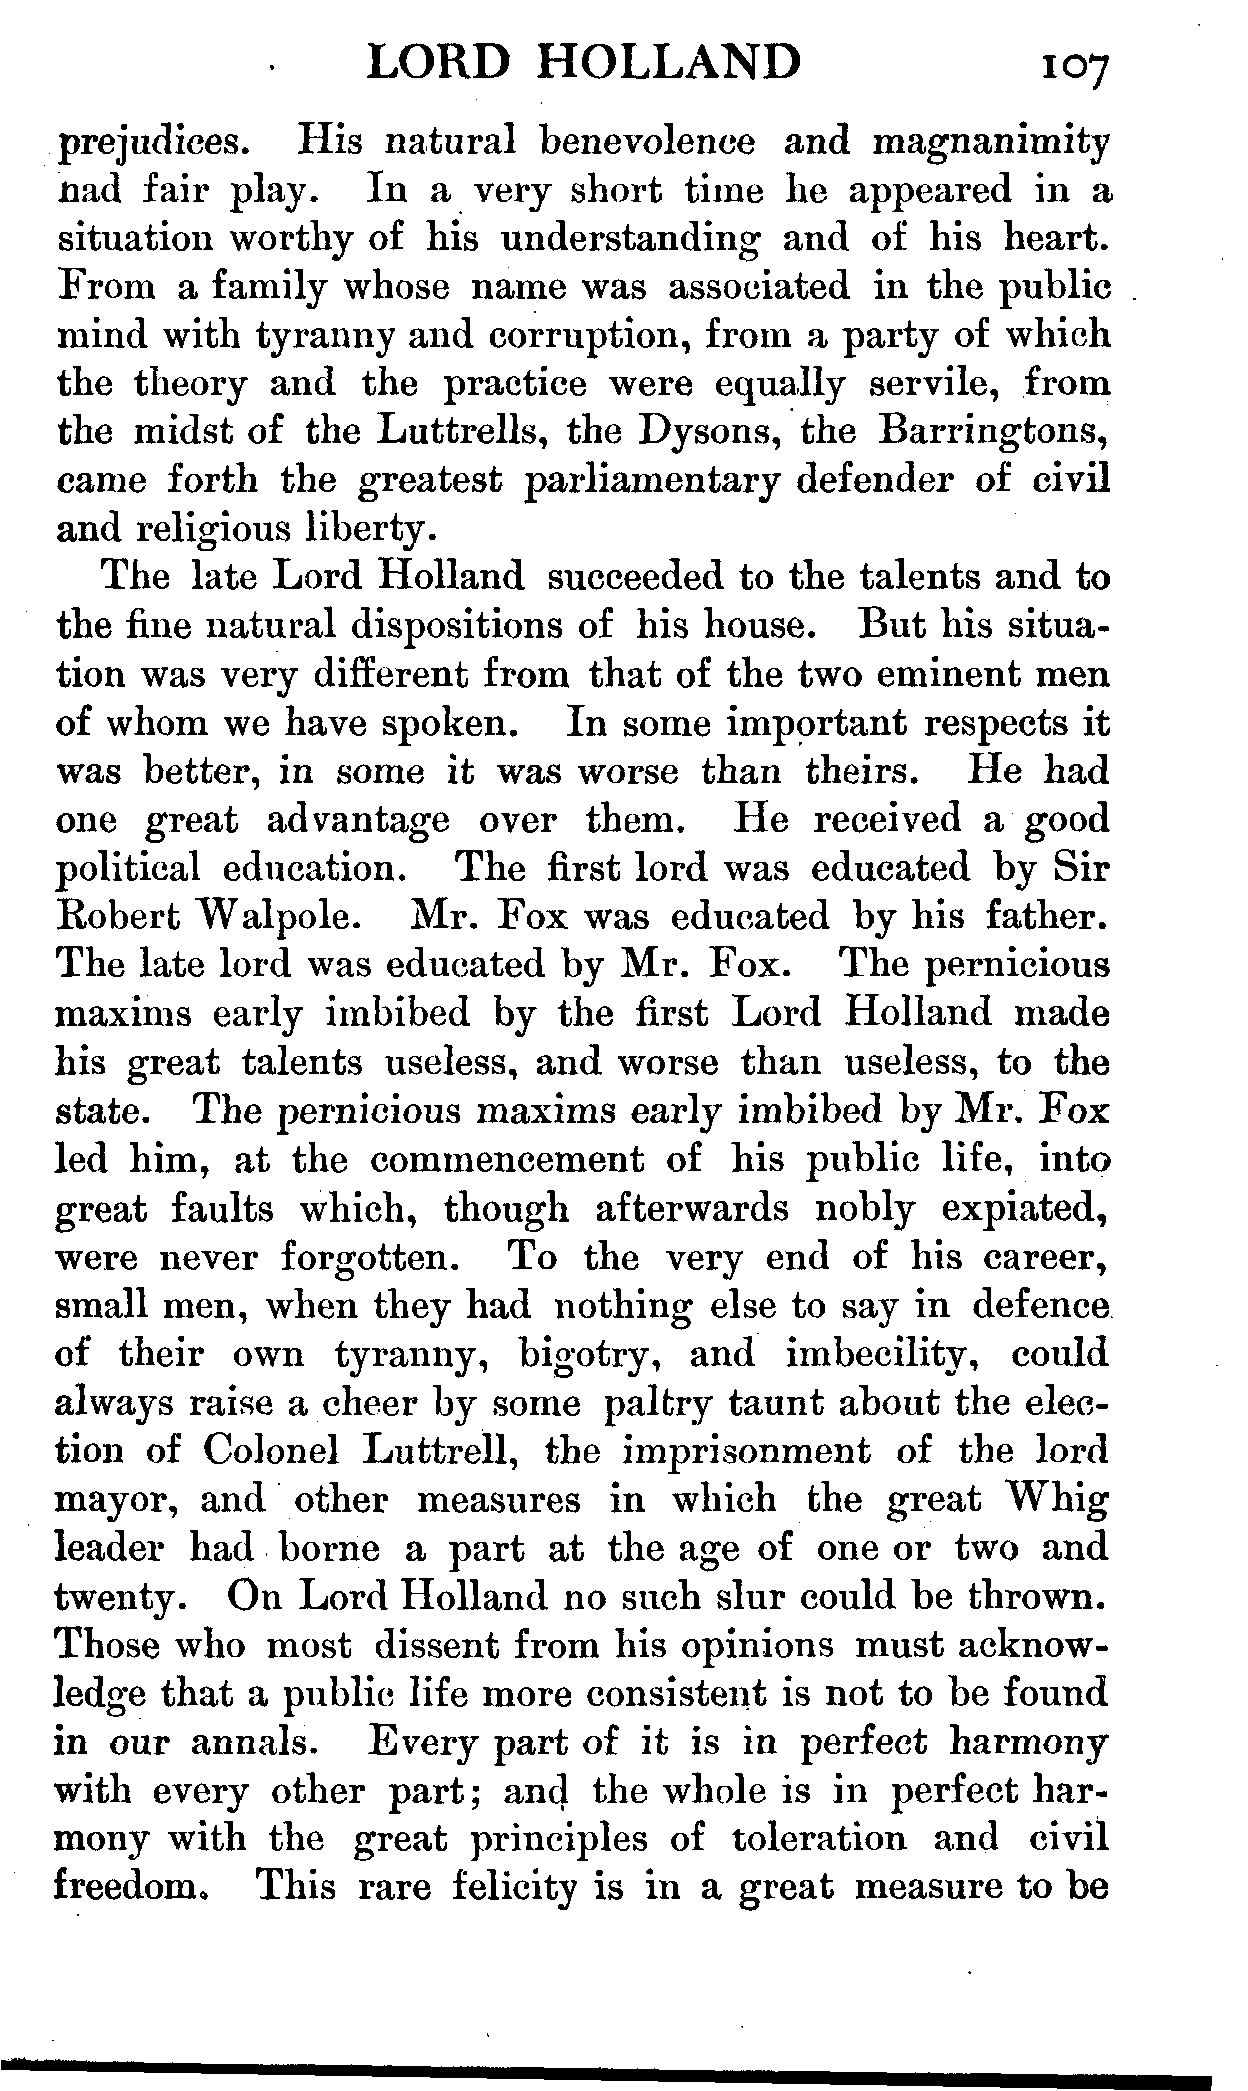 LORD HOLLAND 107
prejudices. His natural benevolence and magnanimity
had fair play. In a very short time he appeared in a
situation worthy of his understanding and of his heart.
From a family whose name was associated in the public
mind with tyranny and corruption, from a party of which
the theory and the practice were equally servile, from
the midst of the Luttrells, the Dysons, the Barringtons,
came forth the greatest parliamentary defender of civil
and religious liberty.
The late Lord Holland succeeded to the talents and to
the fine natural dispositions of his house. But his situa-
tion was very different from that of the two eminent men
of whom we have spoken. In some important respects it
was better, in some it was worse than theirs. He had
one great advantage over them. He received a good
political education. The first lord was educated by Sir
Robert Walpole. Mr. Fox was educated by his father.
The late lord was educated by Mr. Fox. The pernicious
maxims early imbibed by the first Lord Holland made
his great talents useless, and worse than useless, to the
state. The pernicious maxims early imbibed by Mr. Fox
led him, at the commencement of his public life, into
great faults which, though afterwards nobly expiated,
were never forgotten. To the very end of his career,
small men, when they had nothing else to say in defence
of their own tyranny, bigotry, and imbecility, could
always raise a cheer by some paltry taunt about the elec-
tion of Colonel Luttrell, the imprisonment of the lord
mayor, and other measures in which the great Whig
leader had borne a part at the age of one or two and
twenty. On Lord Holland no such slur could be thrown.
Those who most dissent from his opinions must acknow-
ledge that a public life more consistent is not to be found
in our annals. Every part of it is in perfect harmony
with every other part; and the whole is in perfect har-
mony with the great principles of toleration and civil
freedom. This rare felicity is in a great measure to be